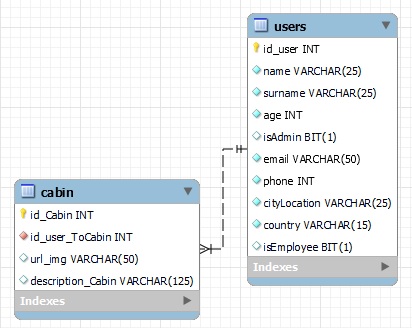 users
id_user INT
name VARCHAR(25)
surname VARCHAR(25)
age INT
isAdmin BIT(1)
email VARCHAR(50)
phone INT
cityLocation VARCHAR(25)
country VARCHAR(15)
isEmployee BIT(1)
Indexes
cabin
id_Cabin INT
id_user_ToCabin INT
url_img VARCHAR(50)
description_Cabin VARCHAR(125)
Indexes